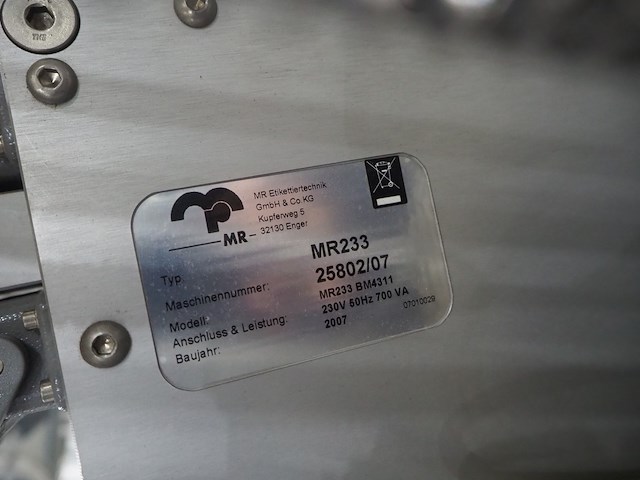 MR Etikettiertechnik
GmbH & Co KG
Kupferweg 5
32130 Enger
MR
Typ: MR233
Maschinennummer: 25802/07
Modell: MR233 BM4311
Anschluss & Leistung: 230V 50Hz 700 VA
Baujahr: 2007
07010029